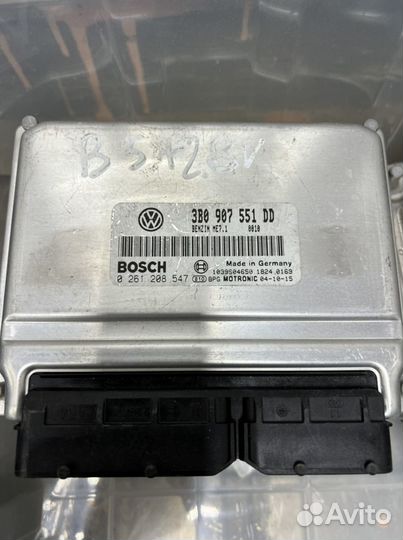 B5+2.8V
3B0 907 551 DD
BENZIN ME7.1 0010
BOSCH Made in Germany
1039S04650 1824.0169
0 261 208 547 BPG MOTRONIC 04-10-15
Avito